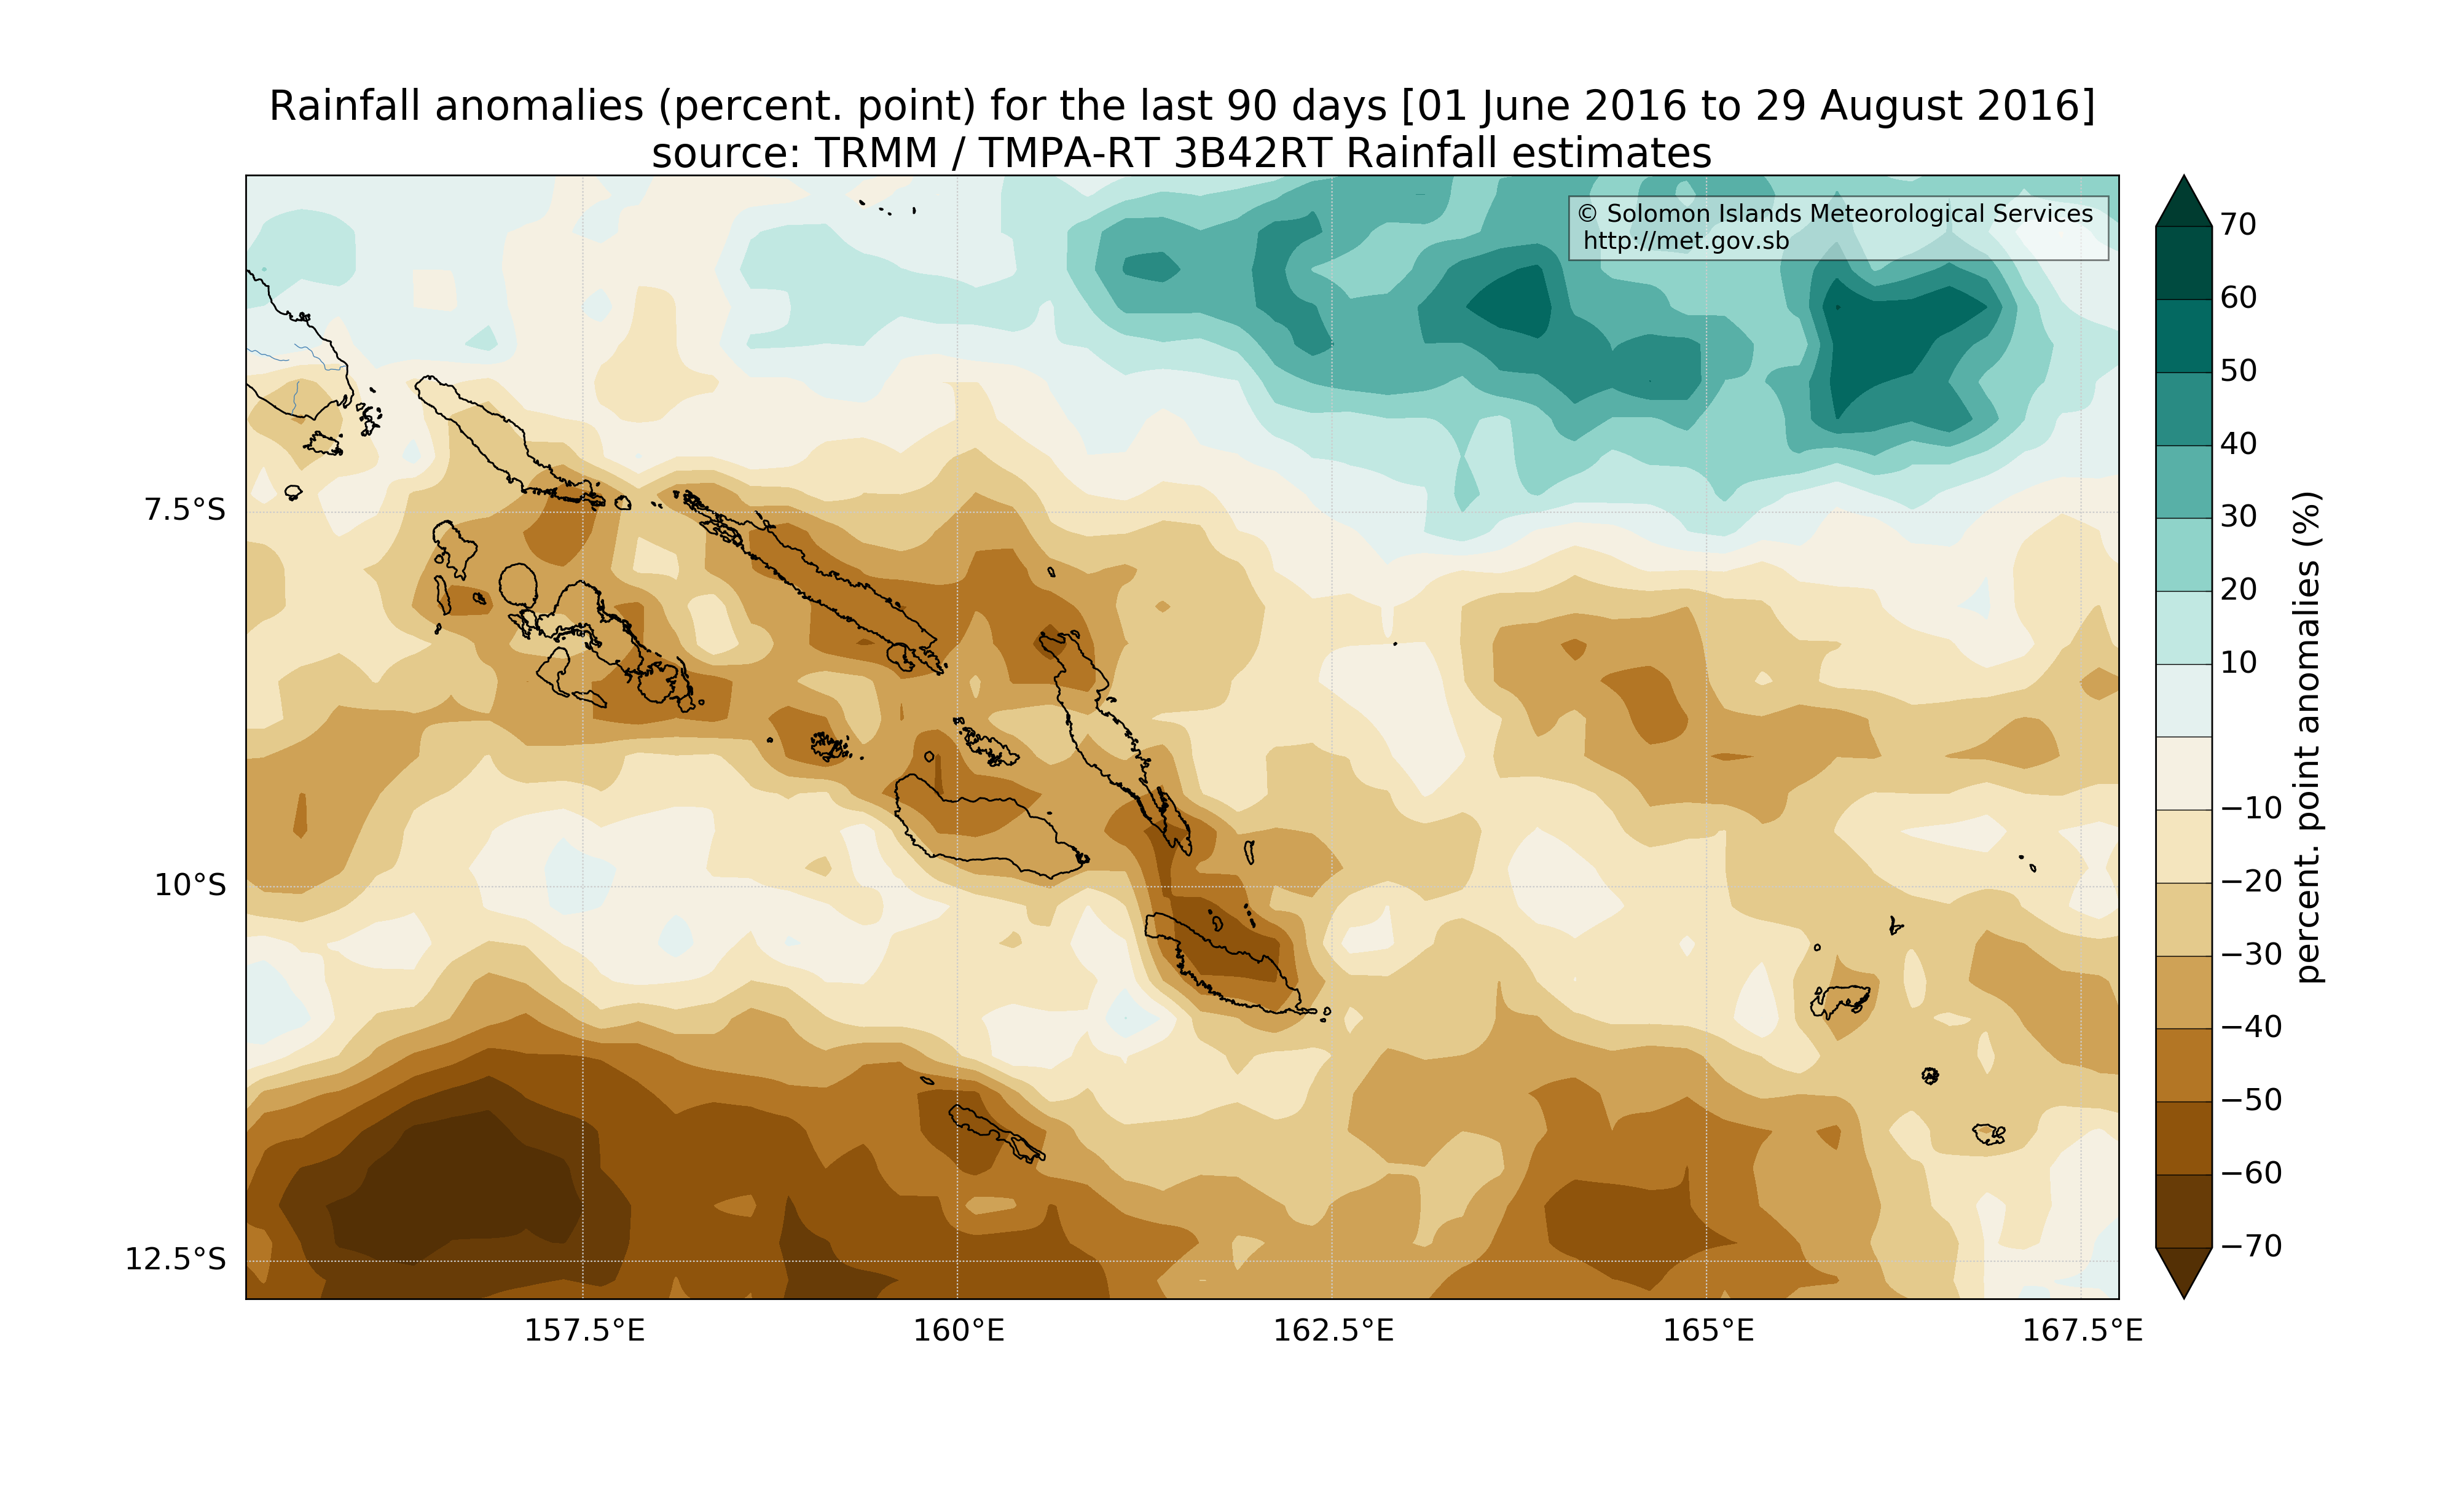 Rainfall anomalies (percent. point) for the last 90 days [01 June 2016 to 29 August 2016]
source: TRMM / TMPA-RT 3B42RT Rainfall estimates
© Solomon Islands Meteorological Services
http://met.gov.sb
7.5°S
10°S
12.5°S
157.5°E
160°E
162.5°E
165°E
167.5°E
70
60
50
40
30
20
10
−10
−20
−30
−40
−50
−60
−70
percent. point anomalies (%)